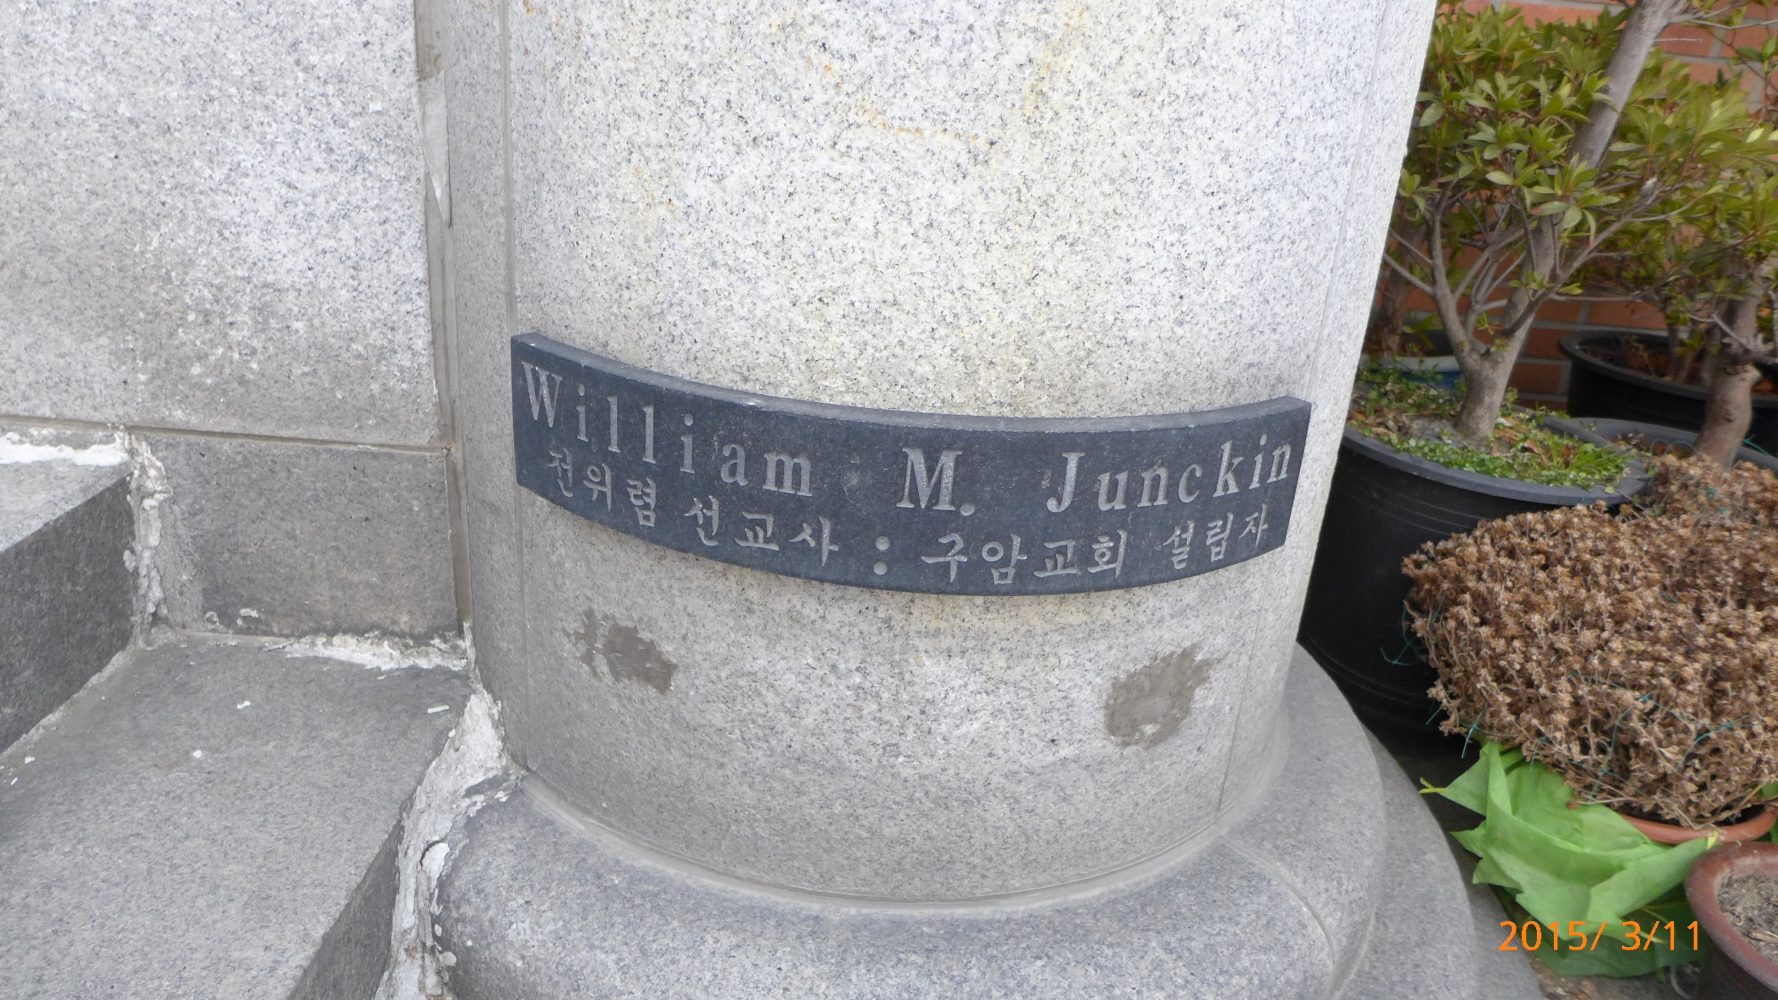 William M. Junckin
전위렴 선교사 : 구암교회 설립자
2015/ 3/11